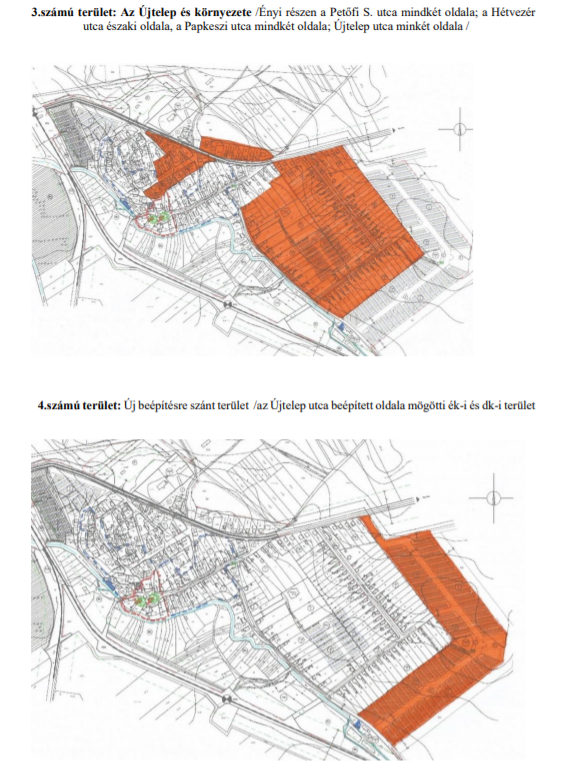 3.számú terület: Az Újtelep és környezete /Ényi részen a Petőfi S. utca mindkét oldala; a Hétvezér
utca északi oldala, a Papkeszi utca mindkét oldala; Újtelep utca minkét oldala /
4.számú terület: Új beépítésre szánt terület /az Újtelep utca beépített oldala mögötti ék-i és dk-i terület